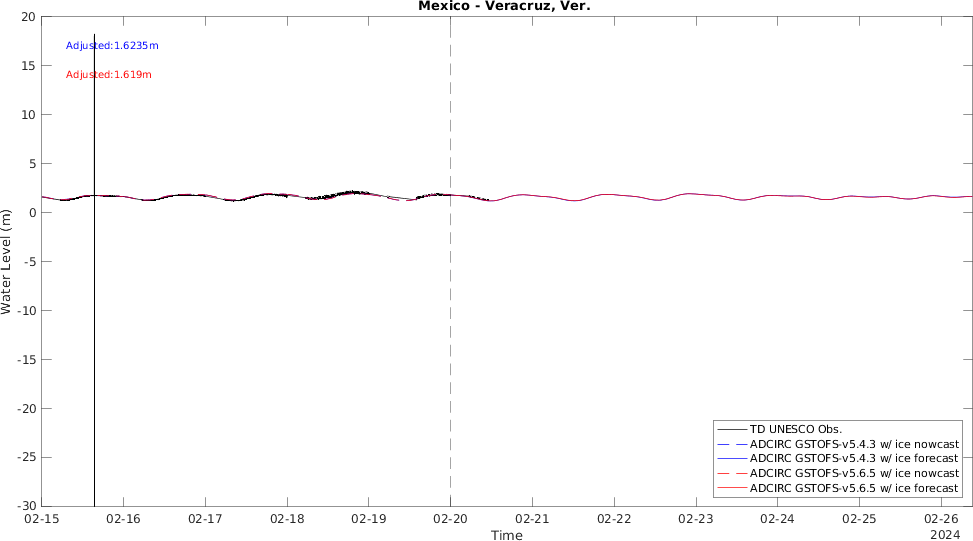 Mexico - Veracruz, Ver.
20
Adjusted:1.6235m
15
Adjusted:1.619m
10
5
0
-5
-10
-15
-20
-25
-30
Water Level (m)
TD UNESCO Obs.
ADCIRC GSTOFS-v5.4.3 w/ ice nowcast
ADCIRC GSTOFS-v5.4.3 w/ ice forecast
ADCIRC GSTOFS-v5.6.5 w/ ice nowcast
ADCIRC GSTOFS-v5.6.5 w/ ice forecast
02-15 02-16 02-17 02-18 02-19 02-20 02-21 02-22 02-23 02-24 02-25 02-26
Time
2024